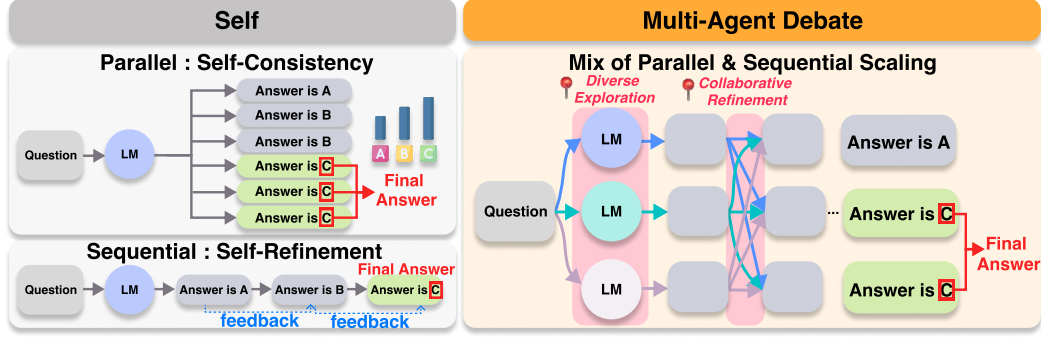 Self
Parallel : Self-Consistency
Question
LM
Answer is A
Answer is B
Answer is B
Answer is C
Answer is C
Answer is C
A B C
Final
Answer
Sequential : Self-Refinement
Question
LM
Answer is A
Answer is B
Final Answer
Answer is C
feedback
feedback
Multi-Agent Debate
Mix of Parallel & Sequential Scaling
Diverse
Exploration
Collaborative
Refinement
Question
LM
LM
LM
...
Answer is A
Answer is C
Answer is C
Final
Answer